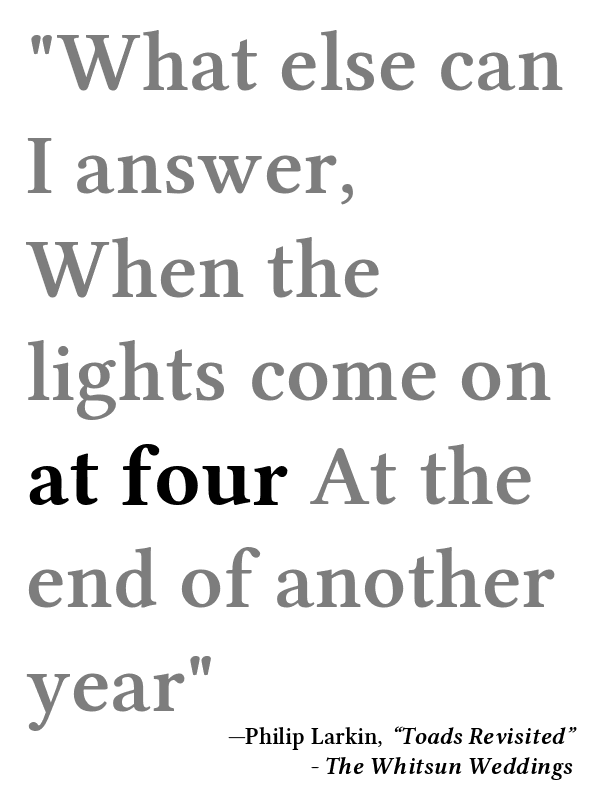 "What else can
I answer,
When the
lights come on
at four At the
end of another
year"
—Philip Larkin, “Toads Revisited”
- The Whitsun Weddings